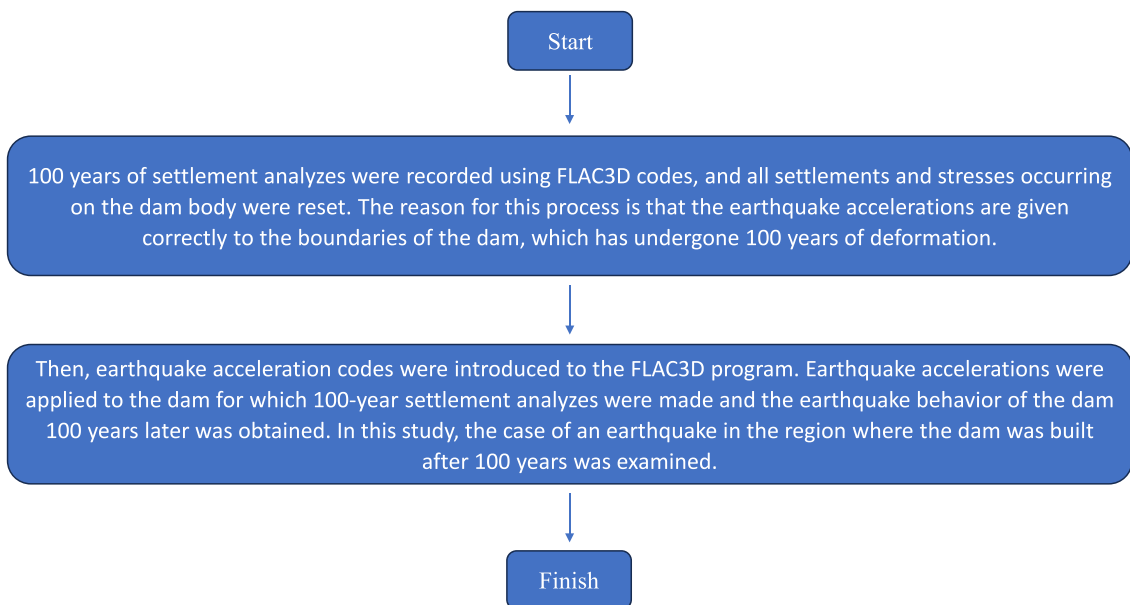 Start
100 years of settlement analyzes were recorded using FLAC3D codes, and all settlements and stresses occurring
on the dam body were reset. The reason for this process is that the earthquake accelerations are given
correctly to the boundaries of the dam, which has undergone 100 years of deformation.
Then, earthquake acceleration codes were introduced to the FLAC3D program. Earthquake accelerations were
applied to the dam for which 100-year settlement analyzes were made and the earthquake behavior of the dam
100 years later was obtained. In this study, the case of an earthquake in the region where the dam was built
after 100 years was examined.
Finish